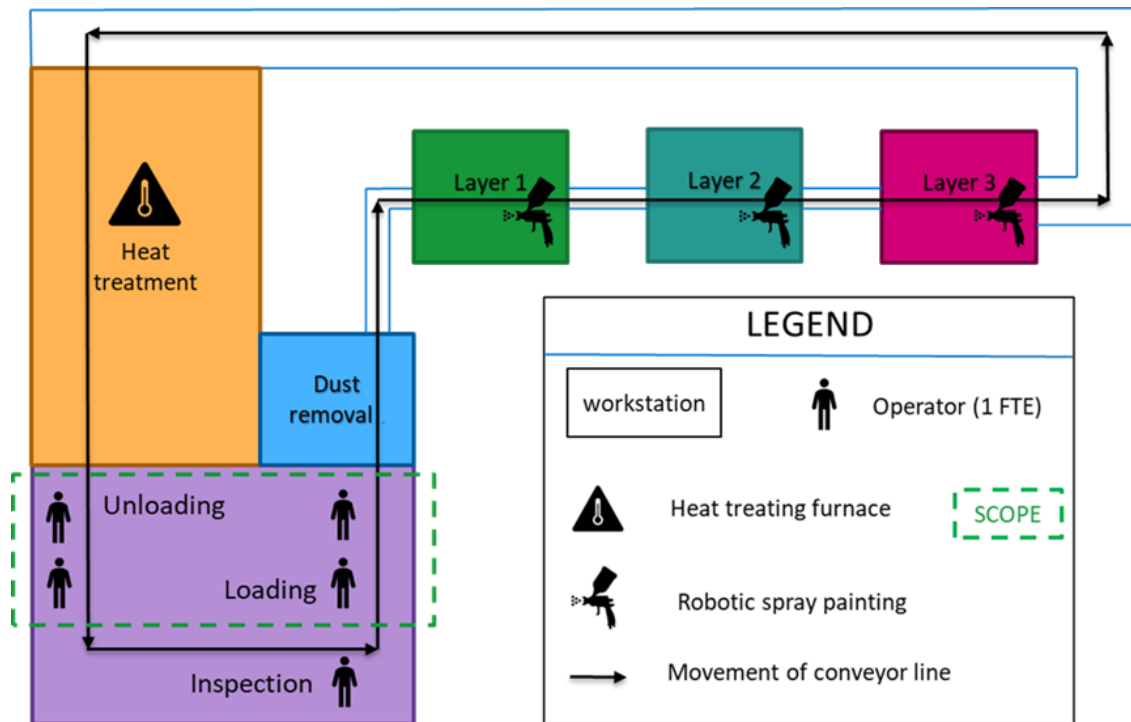 Layer 1
Layer 2
Layer 3
Heat
treatment
Dust
removal
Unloading
Loading
Inspection
LEGEND
workstation
Operator (1 FTE)
Heat treating furnace
SCOPE
Robotic spray painting
Movement of conveyor line